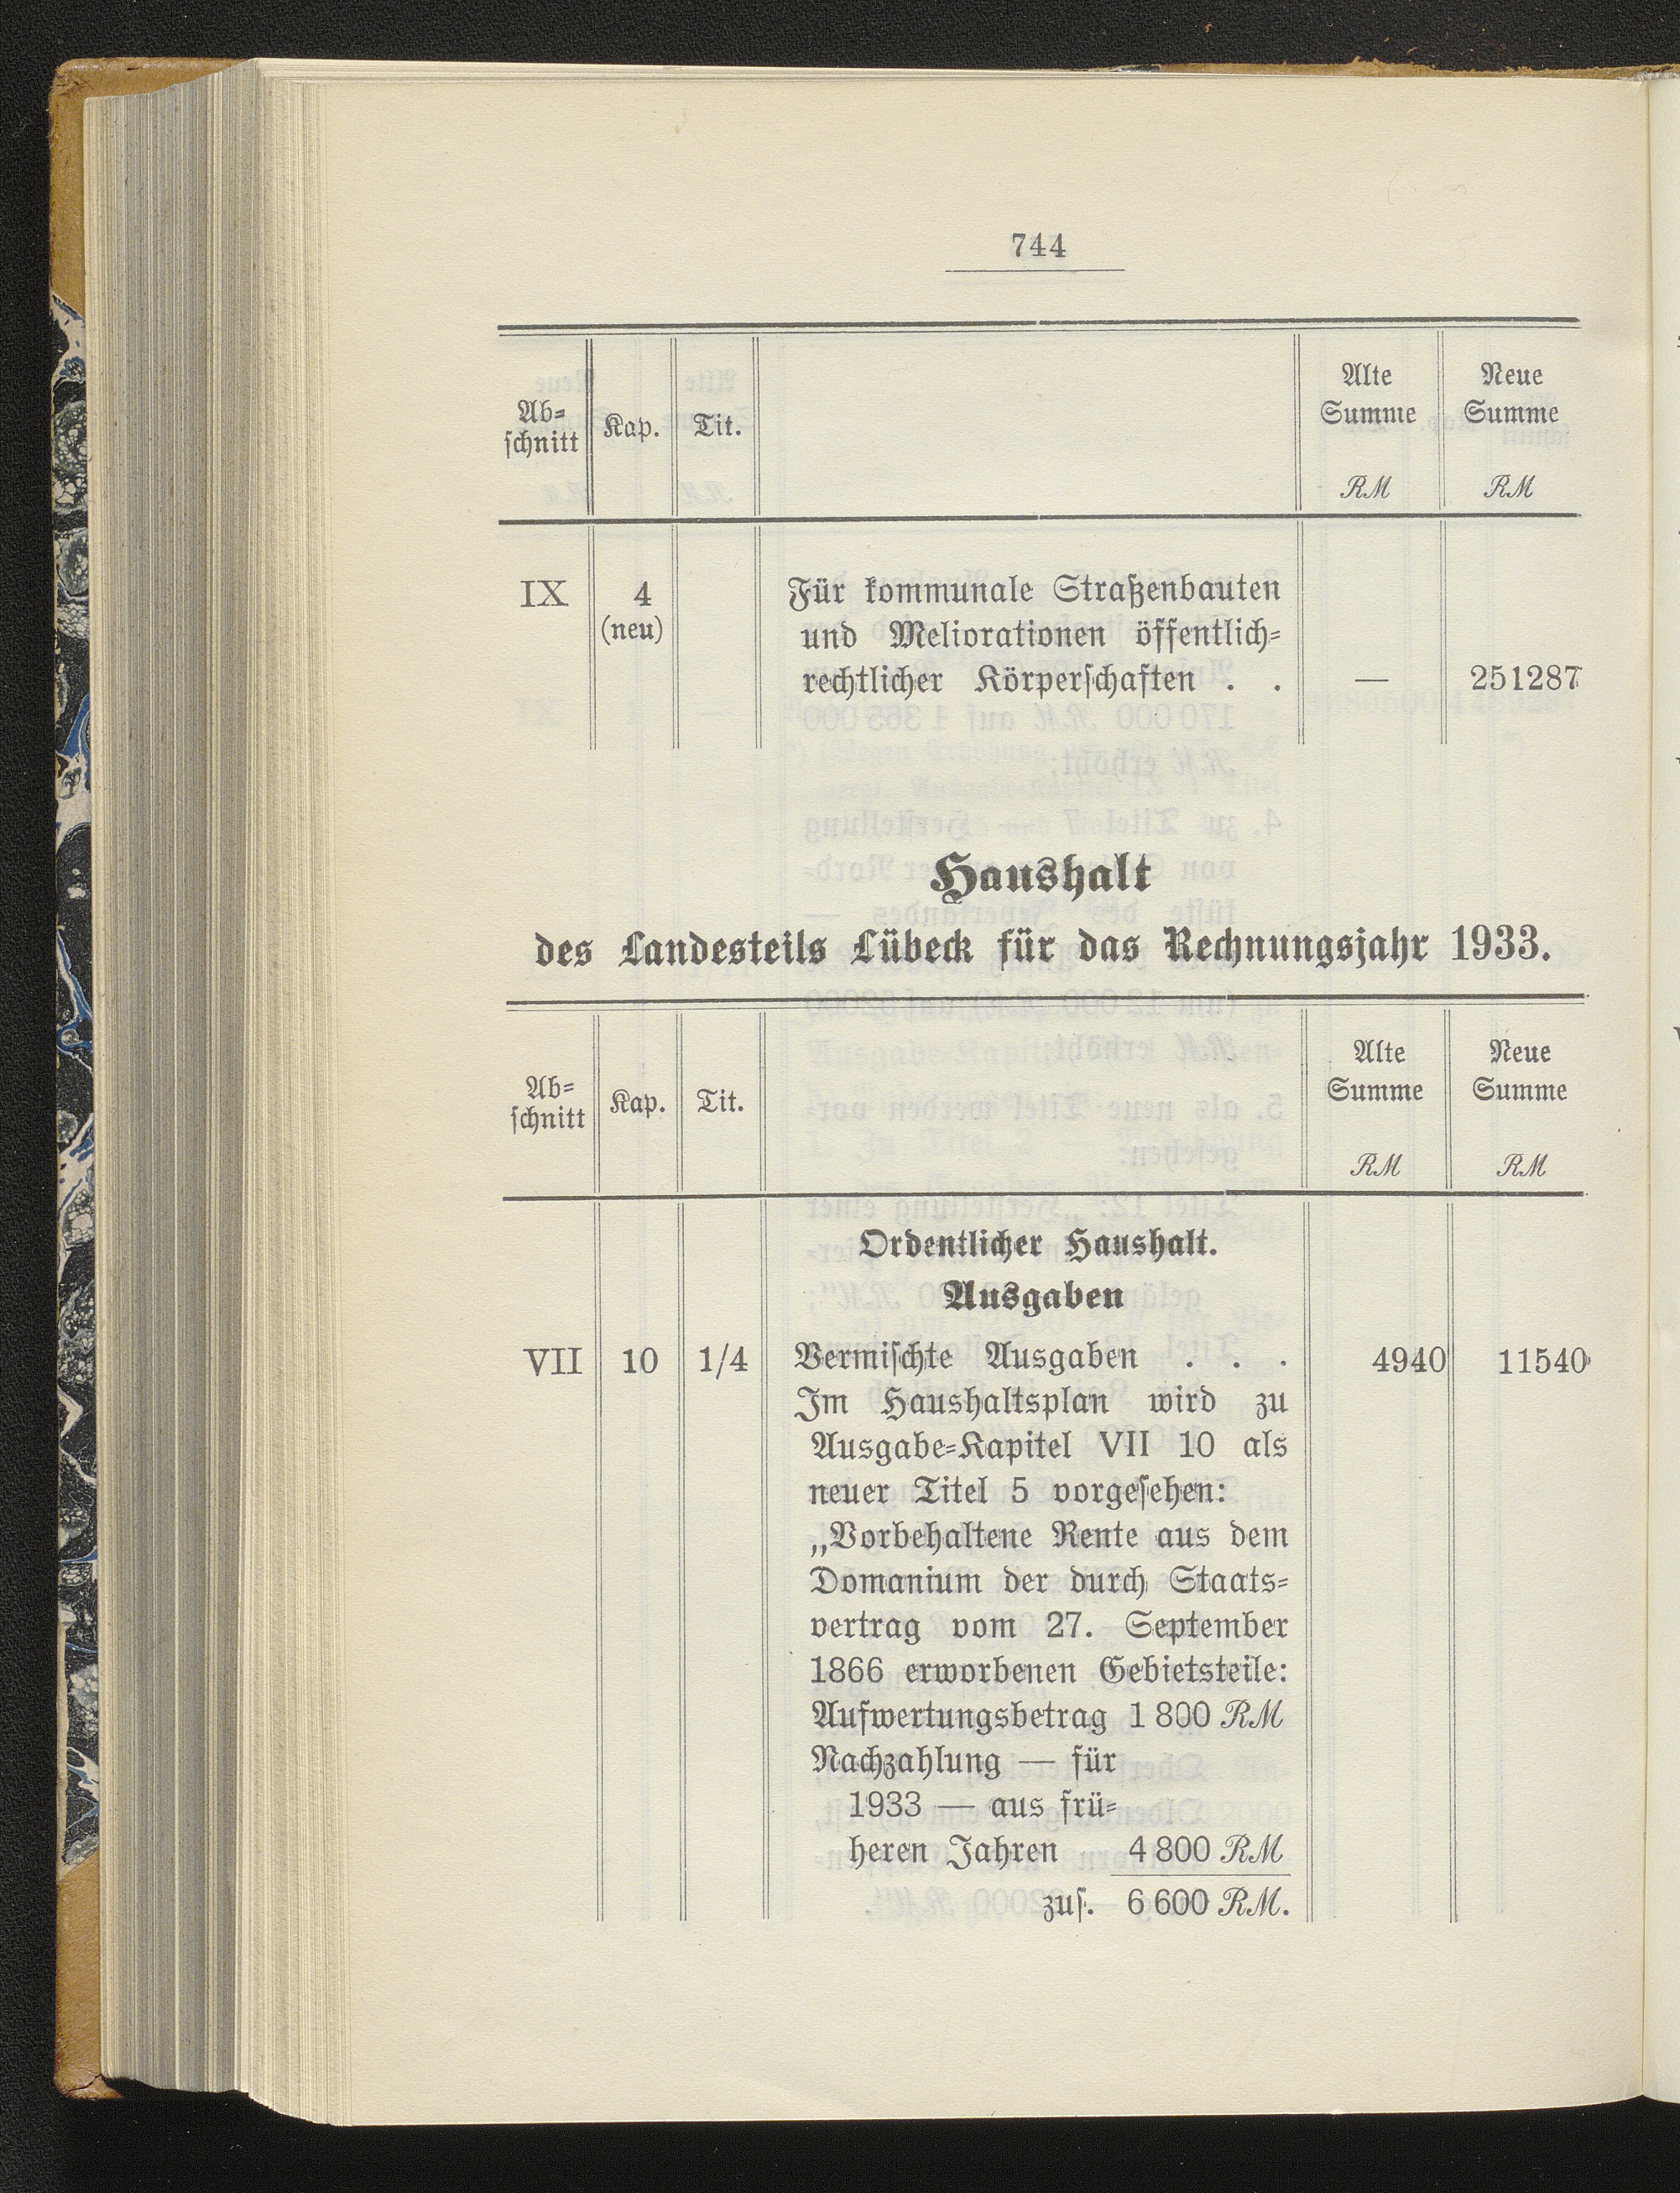 744
Ab=
schnitt
Kap.
Tit.
Alte
Summe
RM
Neue
Summe
RM
IX 4 Für kommunale Straßenbauten
(neu) und Meliorationen öffentlich=
rechtlicher Körperschaften . . — 251287
Haushalt
des Landesteils Lübeck für das Rechnungsjahr 1933.
Ab=
schnitt
Kap.
Tit.
Alte
Summe
RM
Neue
Summe
RM
Ordentlicher Haushalt.
Ausgaben
VII 10 1/4 Vermischte Ausgaben . . . 4940 11540
Im Haushaltsplan wird zu
Ausgabe=Kapitel VII 10 als
neuer Titel 5 vorgesehen:
„Vorbehaltene Rente aus dem
Domanium der durch Staats=
vertrag vom 27. September
1866 erworbenen Gebietsteile:
Aufwertungsbetrag 1 800 RM
Nachzahlung — für
1933 — aus frü=
heren Jahren 4 800 RM
zus. 6 600 RM.